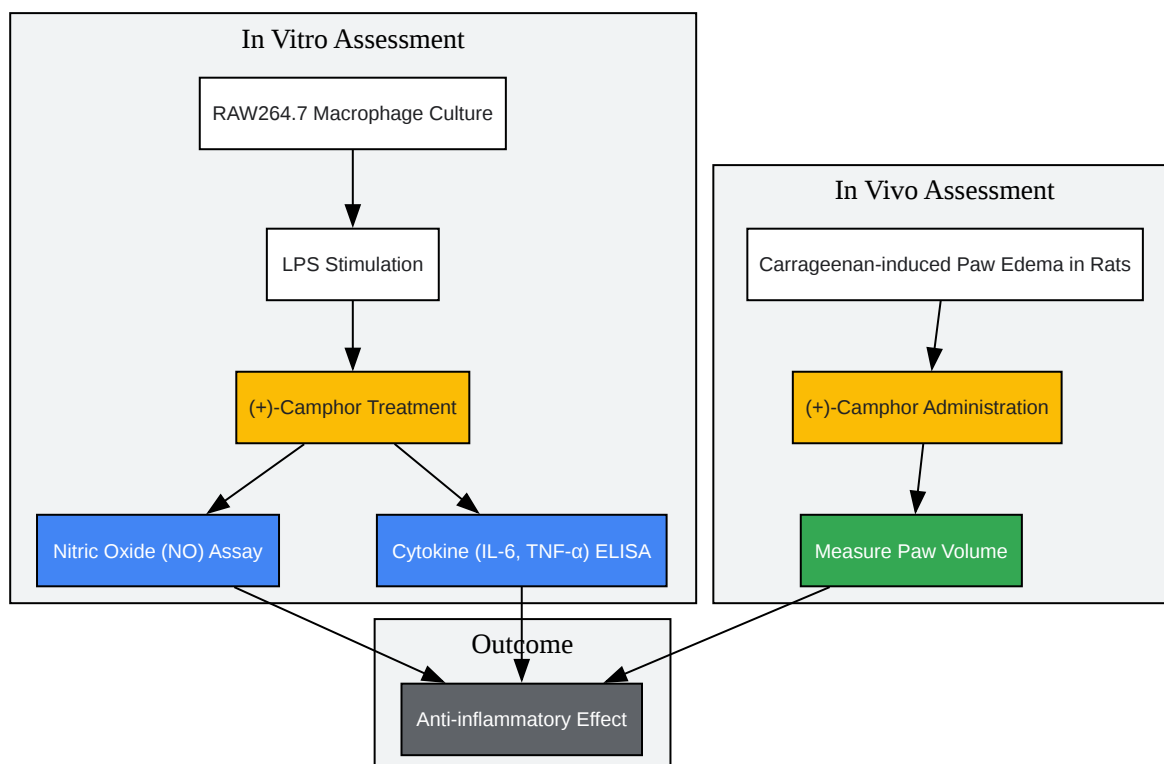 In Vitro Assessment
RAW264.7 Macrophage Culture
LPS Stimulation
(+)-Camphor Treatment
Nitric Oxide (NO) Assay
Cytokine (IL-6, TNF-α) ELISA
In Vivo Assessment
Carrageenan-induced Paw Edema in Rats
(+)-Camphor Administration
Measure Paw Volume
Outcome
Anti-inflammatory Effect